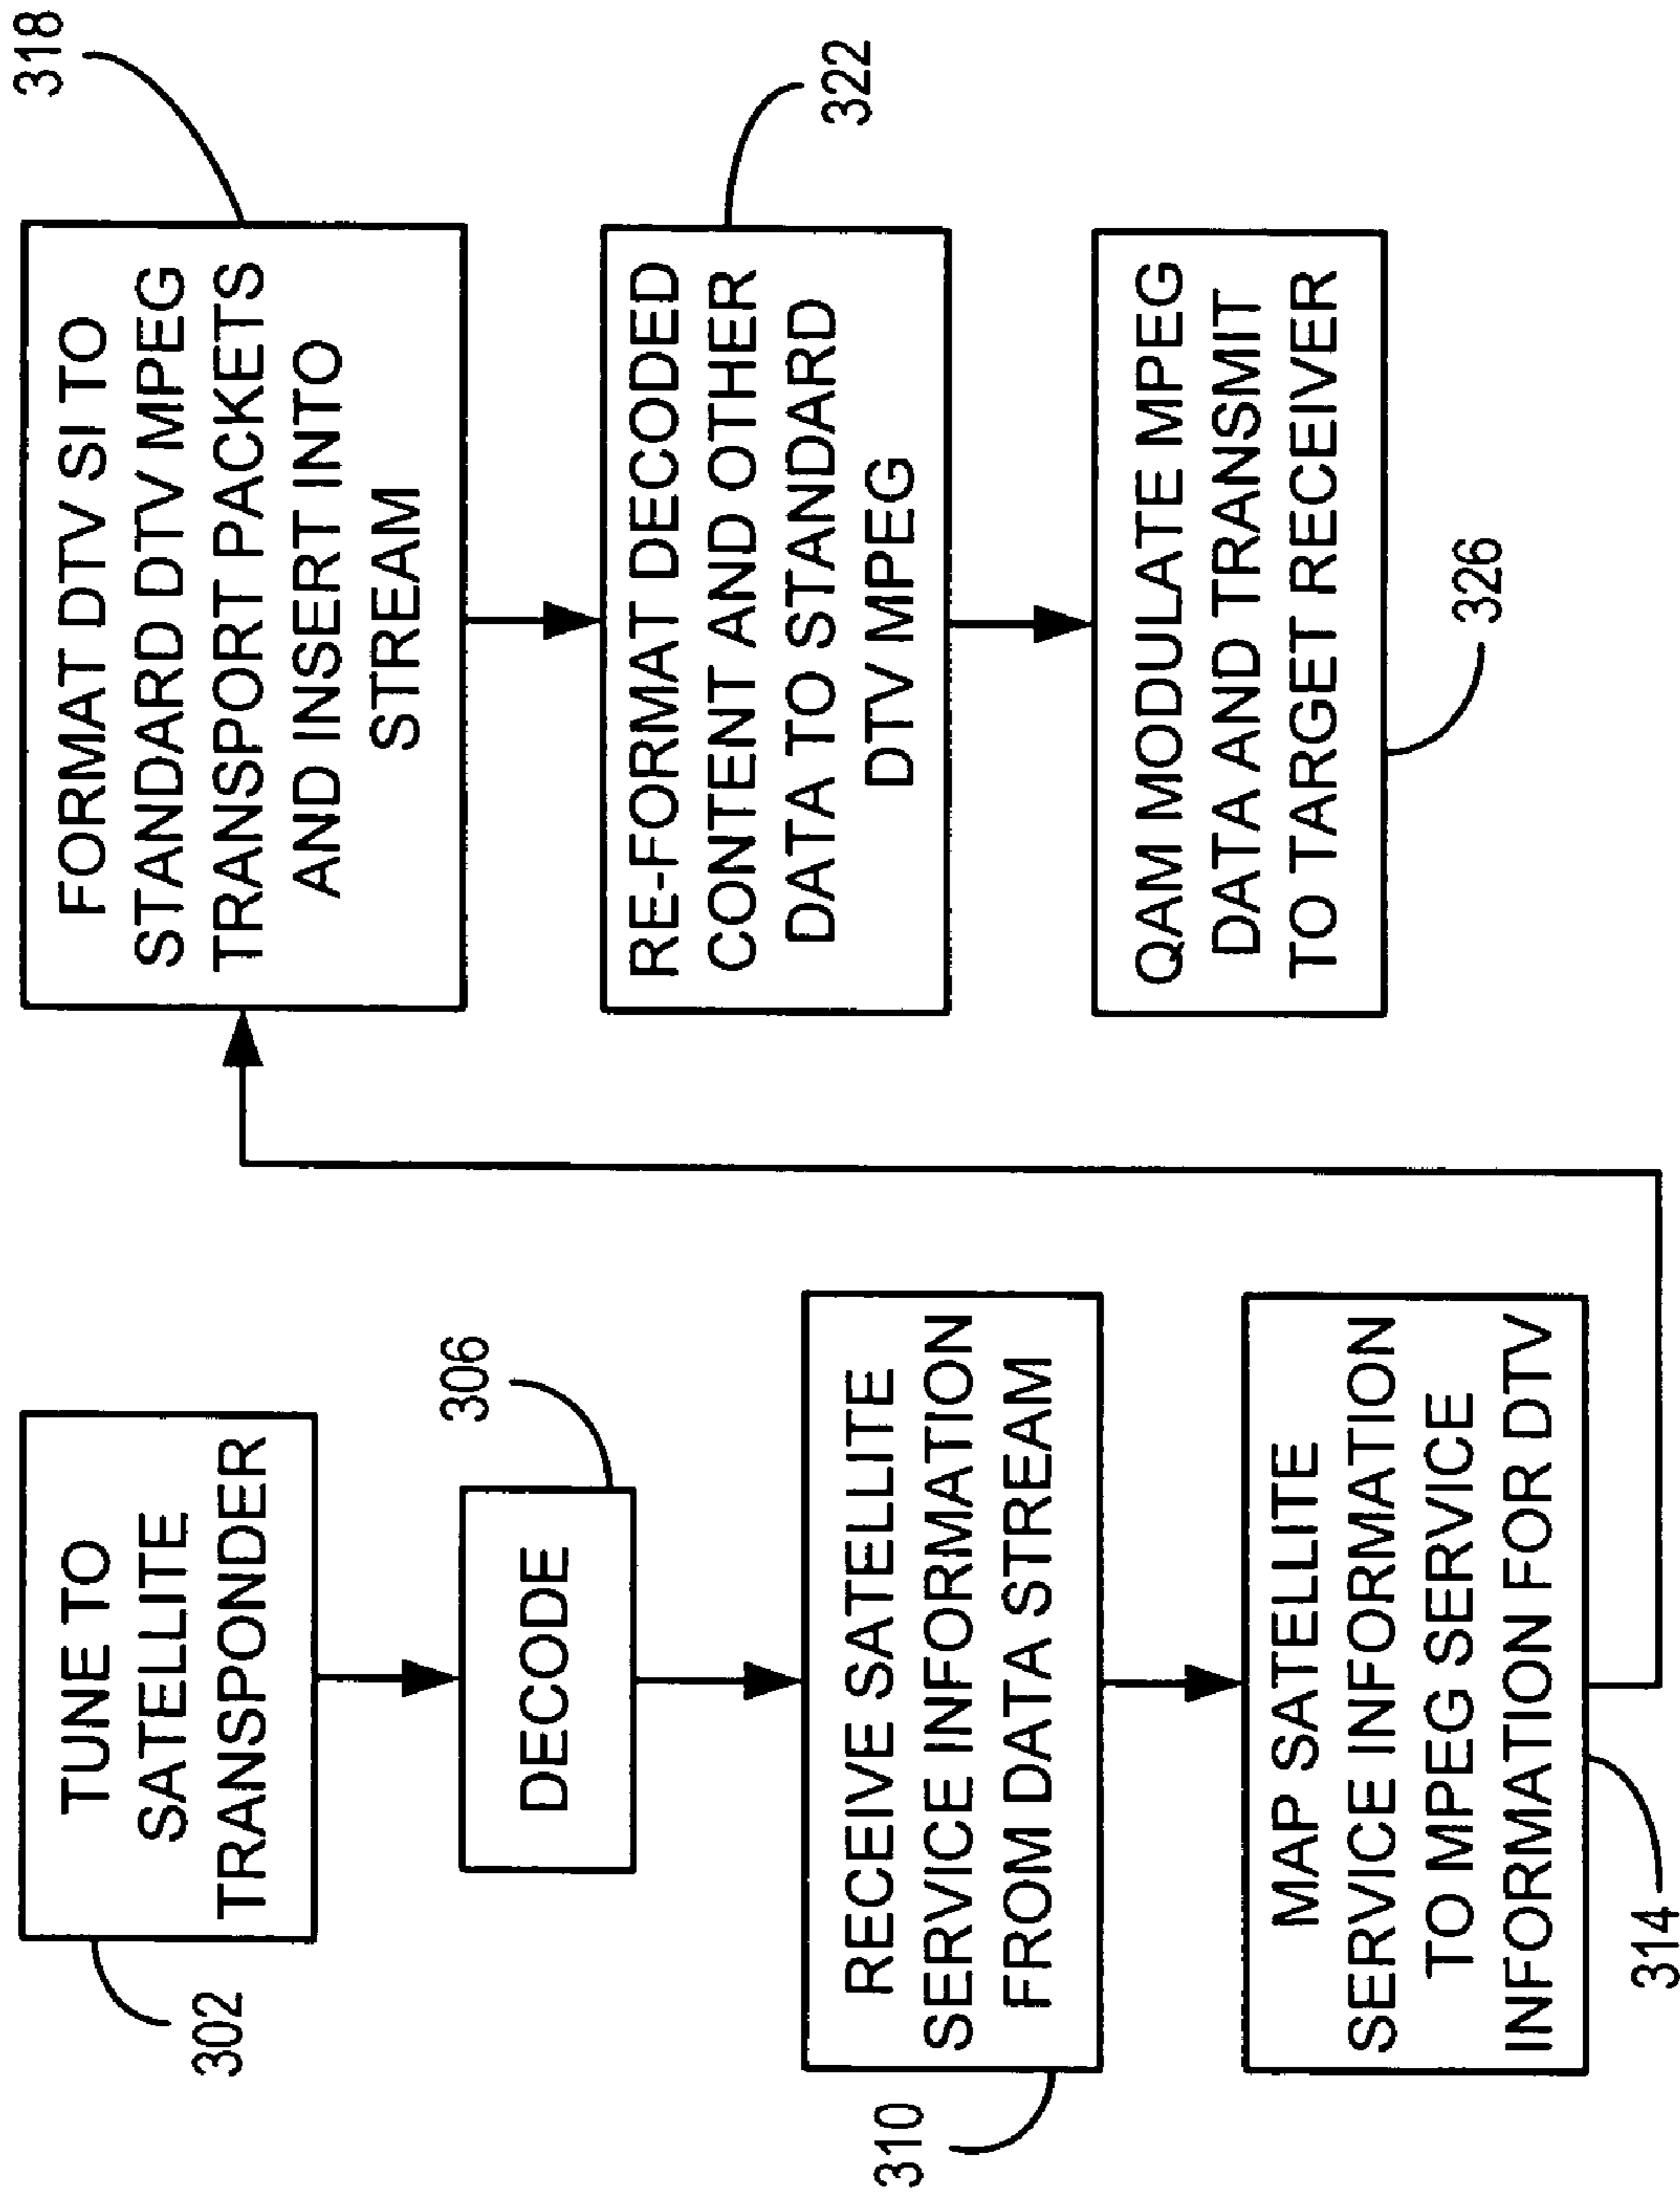 TUNE TO
SATELLITE
TRANSPONDER
302
DECODE
306
RECEIVE SATELLITE
SERVICE INFORMATION
FROM DATA STREAM
310
MAP SATELLITE
SERVICE INFORMATION
TO MPEG SERVICE
INFORMATION FOR DTV
314
FORMAT DTV SI TO
STANDARD DTV MPEG
TRANSPORT PACKETS
AND INSERT INTO
STREAM
318
RE-FORMAT DECODED
CONTENT AND OTHER
DATA TO STANDARD
DTV MPEG
322
QAM MODULATE MPEG
DATA AND TRANSMIT
TO TARGET RECEIVER
326